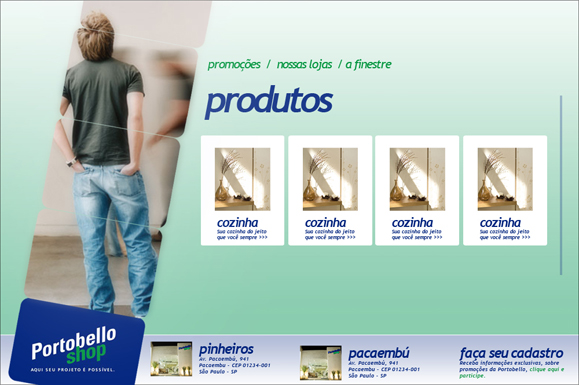 promoções / nossas lojas / a finestre
produtos
cozinha
Sua cozinha do jeito
que você sempre >>>
cozinha
Sua cozinha do jeito
que você sempre >>>
cozinha
Sua cozinha do jeito
que você sempre >>>
cozinha
Sua cozinha do jeito
que você sempre >>>
Portobello
shop
AQUI SEU PROJETO É POSSÍVEL.
pinheiros
Av. Pacaembú, 941
Pacaembu - CEP 01234-001
São Paulo - SP
pacaembú
Av. Pacaembú, 941
Pacaembu - CEP 01234-001
São Paulo - SP
faça seu cadastro
Receba informações exclusivas, sobre
promoções da Portobello, clique aqui e
participe.